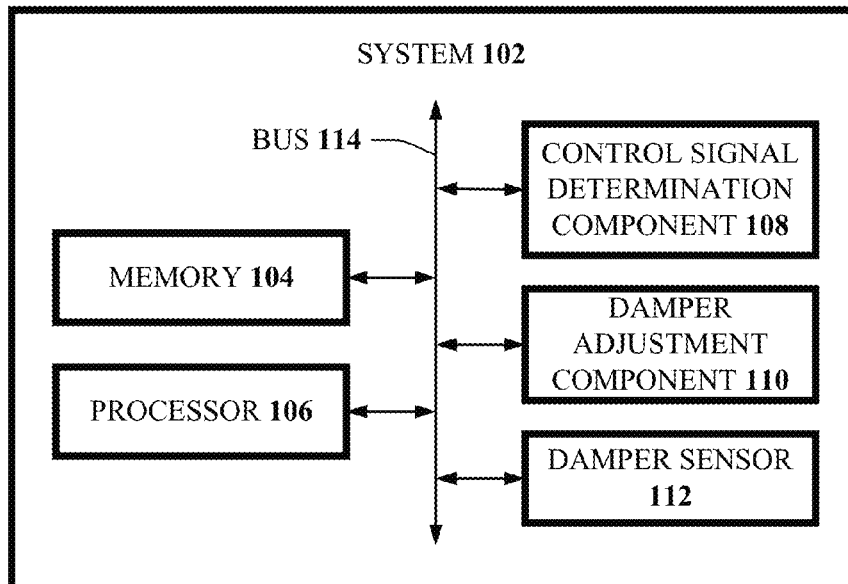 SYSTEM 102
BUS 114
CONTROL SIGNAL
DETERMINATION
COMPONENT 108
MEMORY 104
DAMPER
ADJUSTMENT
COMPONENT 110
PROCESSOR 106
DAMPER SENSOR
112